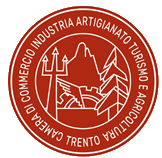 CAMERA DI COMMERCIO INDUSTRIA ARTIGIANATO TURISMO E AGRICOLTURA
TRENTO